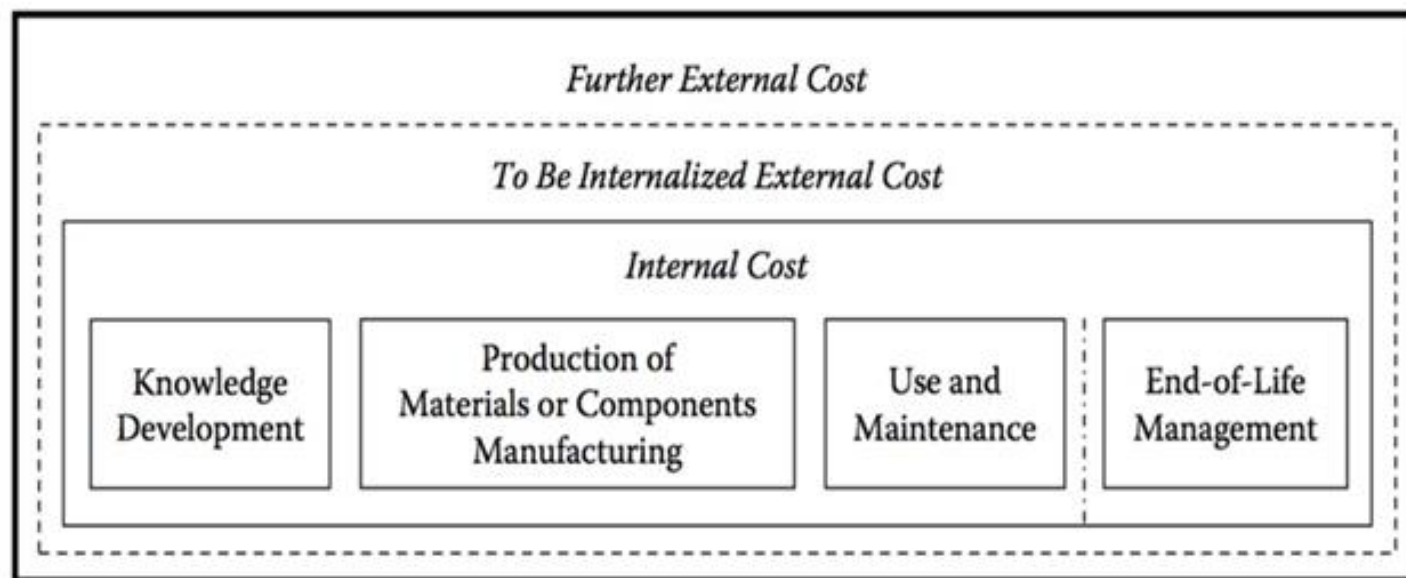 Further External Cost
To Be Internalized External Cost
Internal Cost
Knowledge
Development
Production of
Materials or Components
Manufacturing
Use and
Maintenance
End-of-Life
Management